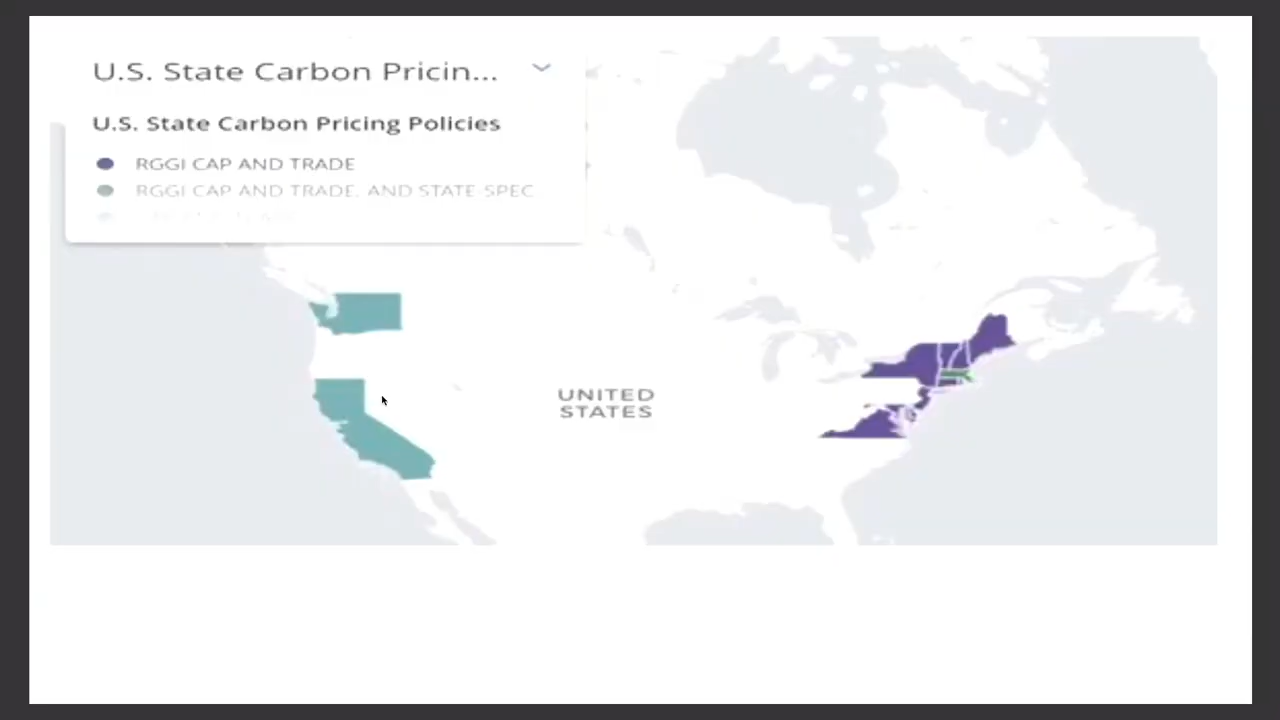 U.S. State Carbon Pricin...
U.S. State Carbon Pricing Policies
RGGI CAP AND TRADE
RGGI CAP AND TRADE, AND STATE-SPEC
UNITED
STATES